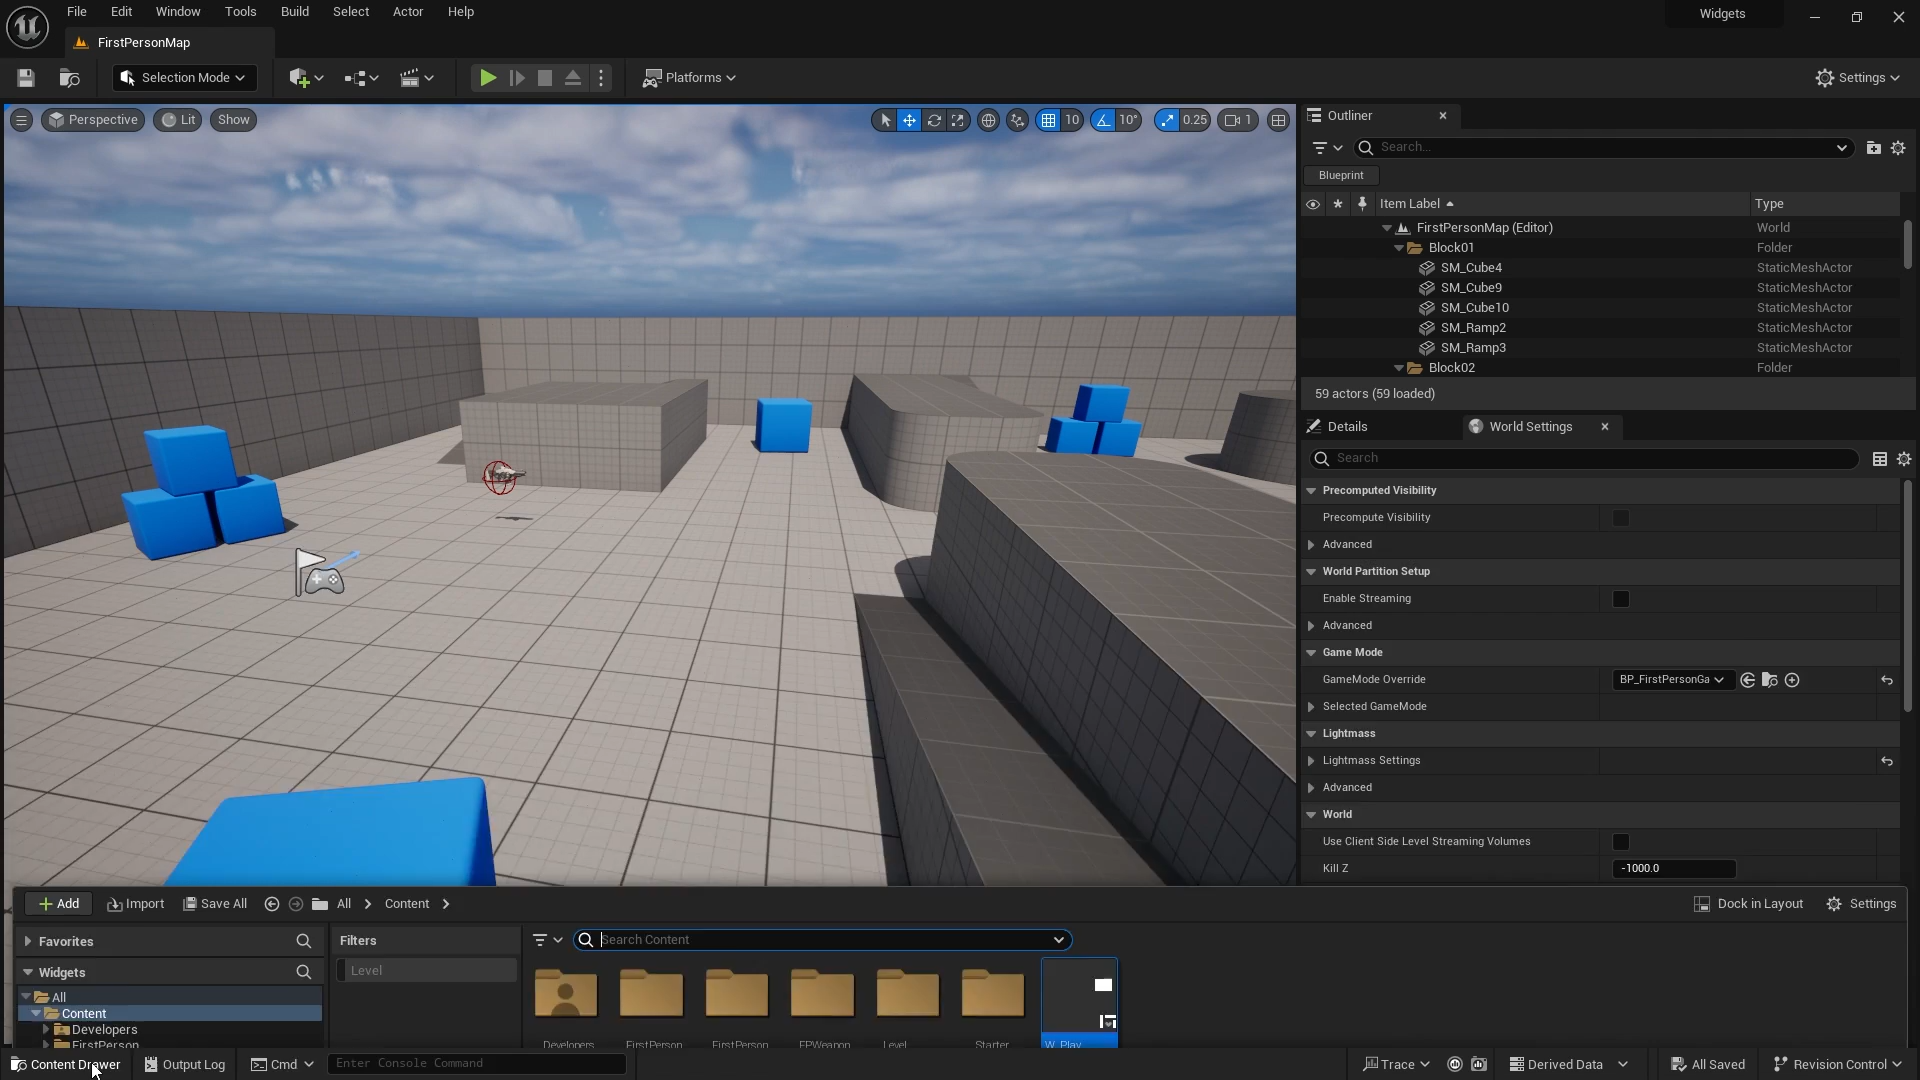 File Edit Window Tools Build Select Actor Help
Widgets
FirstPersonMap
Selection Mode
Platforms
Settings
Perspective Lit Show
10 10° 0.25 1
Outliner
Search...
Blueprint
Item Label Type
FirstPersonMap (Editor) World
Block01 Folder
SM_Cube4 StaticMeshActor
SM_Cube9 StaticMeshActor
SM_Cube10 StaticMeshActor
SM_Ramp2 StaticMeshActor
SM_Ramp3 StaticMeshActor
Block02 Folder
59 actors (59 loaded)
Details World Settings
Search
Precomputed Visibility
Precompute Visibility
Advanced
World Partition Setup
Enable Streaming
Advanced
Game Mode
GameMode Override BP_FirstPersonGa
Selected GameMode
Lightmass
Lightmass Settings
Advanced
World
Use Client Side Level Streaming Volumes
Kill Z -1000.0
Add Import Save All All Content
Dock in Layout Settings
Favorites
Filters
Search Content
Widgets
Level
All
Content
Developers
FirstPerson
Developers FirstPerson FirstPerson FPWeapon Level Starter W_Play
Content Drawer Output Log Cmd Enter Console Command
Trace Derived Data All Saved Revision Control